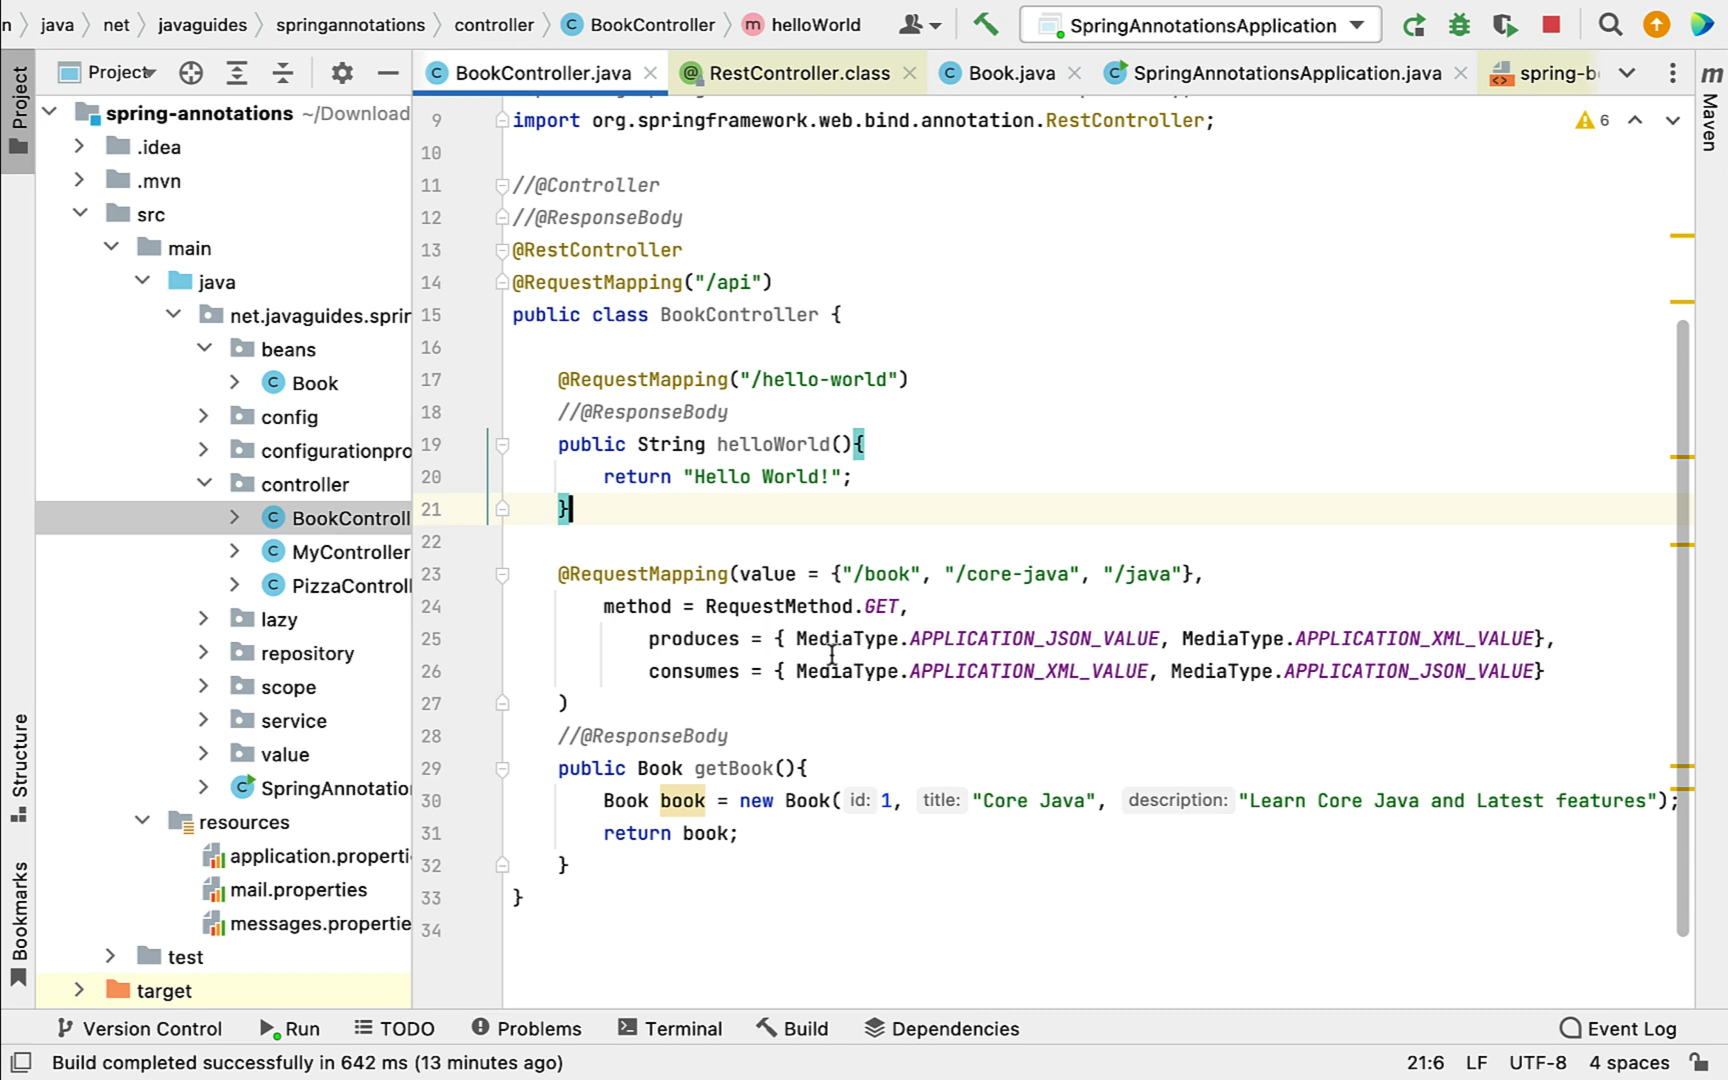 n java net javaguides springannotations controller BookController helloWorld SpringAnnotationsApplication
Project BookController.java RestController.class Book.java SpringAnnotationsApplication.java spring-b
Project
Structure
Bookmarks
Maven
spring-annotations ~/Download
.idea
.mvn
src
main
java
net.javaguides.sprin
beans
Book
config
configurationpro
controller
BookControll
MyController
PizzaControll
lazy
repository
scope
service
value
SpringAnnotatio
resources
application.properti
mail.properties
messages.propertie
test
target
6
9 import org.springframework.web.bind.annotation.RestController;
10
11 //@Controller
12 //@ResponseBody
13 @RestController
14 @RequestMapping("/api")
15 public class BookController {
16
17 @RequestMapping("/hello-world")
18 //@ResponseBody
19 public String helloWorld(){
20 return "Hello World!";
21 }
22
23 @RequestMapping(value = {"/book", "/core-java", "/java"},
24 method = RequestMethod.GET,
25 produces = { MediaType.APPLICATION_JSON_VALUE, MediaType.APPLICATION_XML_VALUE},
26 consumes = { MediaType.APPLICATION_XML_VALUE, MediaType.APPLICATION_JSON_VALUE}
27 )
28 //@ResponseBody
29 public Book getBook(){
30 Book book = new Book( id: 1, title: "Core Java", description: "Learn Core Java and Latest features");
31 return book;
32 }
33 }
34
Version Control Run TODO Problems Terminal Build Dependencies Event Log
Build completed successfully in 642 ms (13 minutes ago) 21:6 LF UTF-8 4 spaces